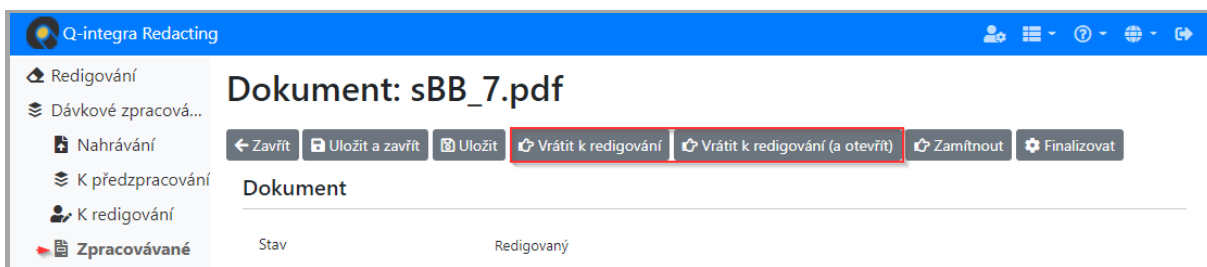 Q-integra Redacting
Redigování
Dávkové zpracová...
Nahrávání
K předzpracování
K redigování
Zpracovávané
Dokument: sBB_7.pdf
Zavřít Uložit a zavřít Uložit Vrátit k redigování Vrátit k redigování (a otevřít) Zamítnout Finalizovat
Dokument
Stav Redigovaný